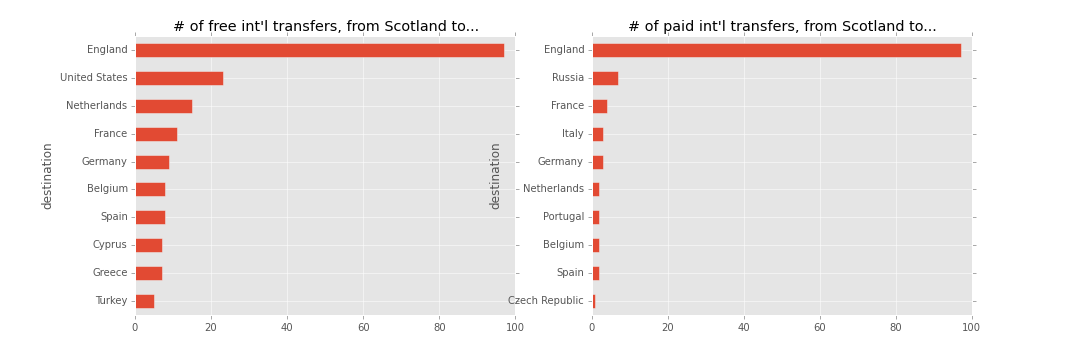 # of free int'l transfers, from Scotland to...
destination
England
United States
Netherlands
France
Germany
Belgium
Spain
Cyprus
Greece
Turkey
0 20 40 60 80 100
# of paid int'l transfers, from Scotland to...
destination
England
Russia
France
Italy
Germany
Netherlands
Portugal
Belgium
Spain
Czech Republic
0 20 40 60 80 100